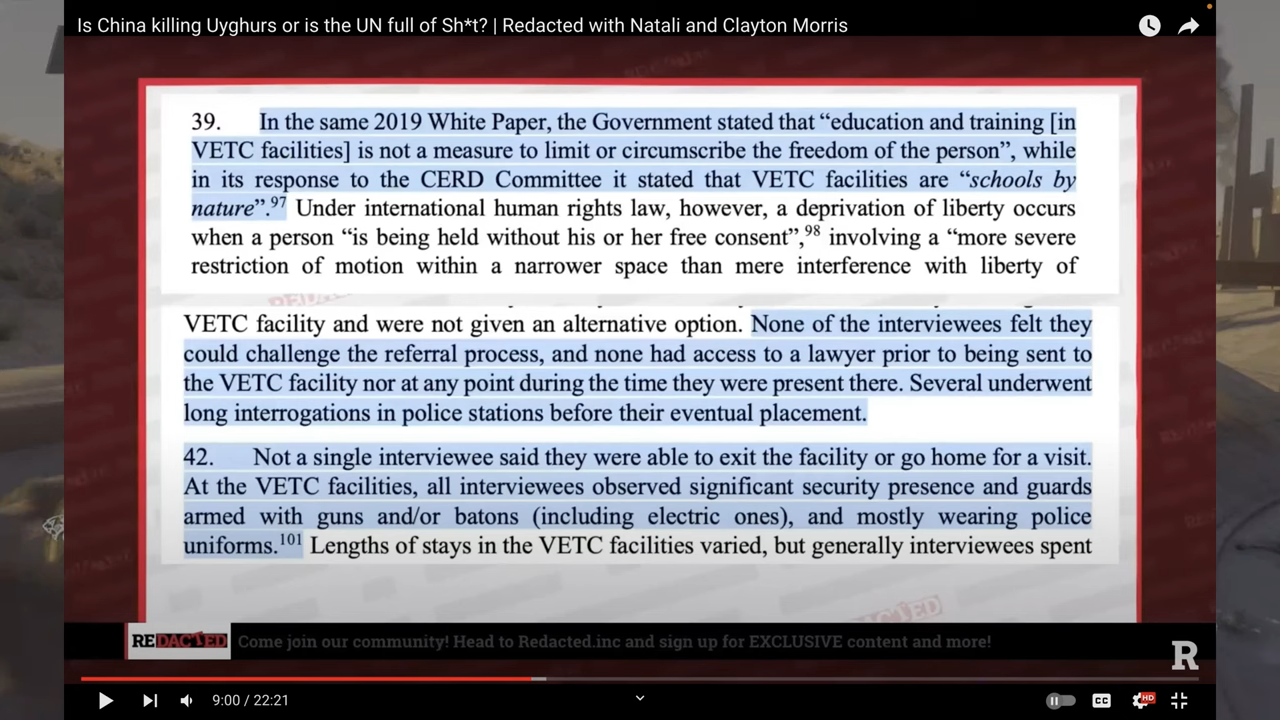 Is China killing Uyghurs or is the UN full of Sh*t? | Redacted with Natali and Clayton Morris
39. In the same 2019 White Paper, the Government stated that “education and training [in
VETC facilities] is not a measure to limit or circumscribe the freedom of the person”, while
in its response to the CERD Committee it stated that VETC facilities are “schools by
nature”.97 Under international human rights law, however, a deprivation of liberty occurs
when a person “is being held without his or her free consent”,98 involving a “more severe
restriction of motion within a narrower space than mere interference with liberty of
VETC facility and were not given an alternative option. None of the interviewees felt they
could challenge the referral process, and none had access to a lawyer prior to being sent to
the VETC facility nor at any point during the time they were present there. Several underwent
long interrogations in police stations before their eventual placement.
42. Not a single interviewee said they were able to exit the facility or go home for a visit.
At the VETC facilities, all interviewees observed significant security presence and guards
armed with guns and/or batons (including electric ones), and mostly wearing police
uniforms.101 Lengths of stays in the VETC facilities varied, but generally interviewees spent
REDACTED
REDACTED Come join our community! Head to Redacted.inc and sign up for EXCLUSIVE content and more!
R
9:00 / 22:21
CC
HD